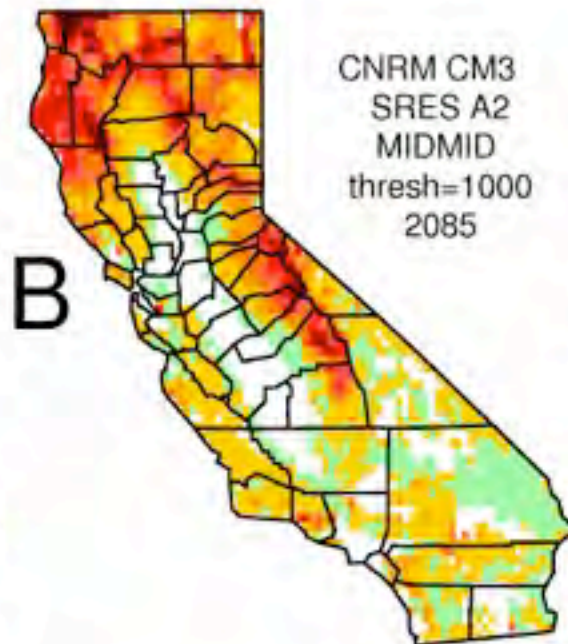 CNRM CM3
SRES A2
MIDMID
thresh=1000
2085
B